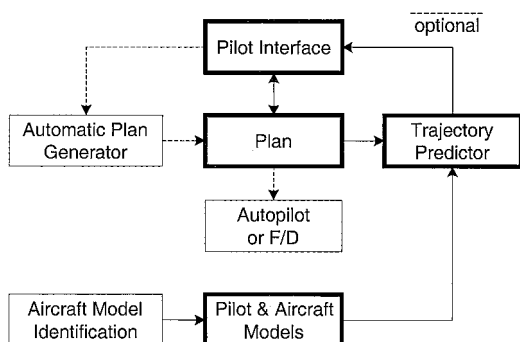 optional
Pilot Interface
Automatic Plan
Generator
Plan
Trajectory
Predictor
Autopilot
or F/D
Aircraft Model
Identification
Pilot & Aircraft
Models